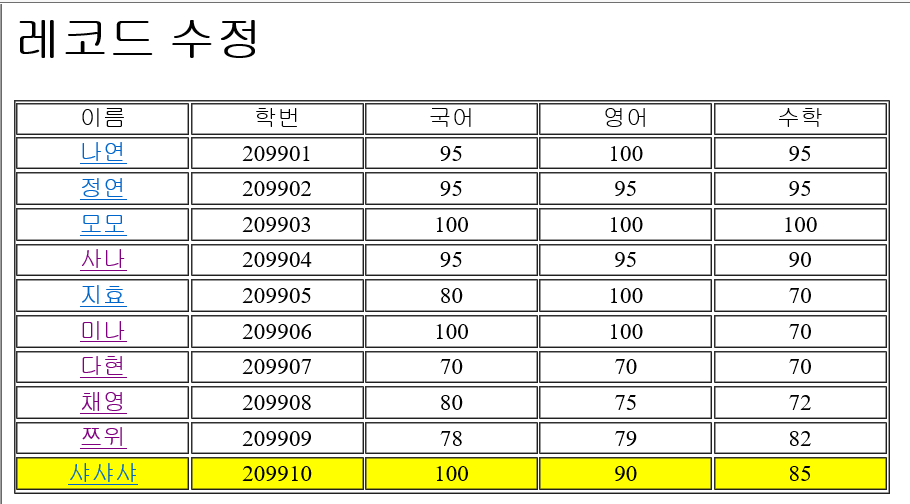 레코드 수정
이름 학번 국어 영어 수학
나연 209901 95 100 95
정연 209902 95 95 95
모모 209903 100 100 100
사나 209904 95 95 90
지효 209905 80 100 70
미나 209906 100 100 70
다현 209907 70 70 70
채영 209908 80 75 72
쯔위 209909 78 79 82
샤샤샤 209910 100 90 85